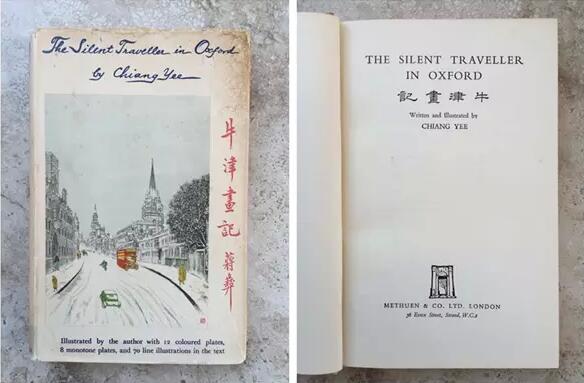 The Silent Traveller in Oxford
by Chiang Yee
牛津畫記 蔣彝
Illustrated by the author with 12 coloured plates,
8 monotone plates, and 70 line illustrations in the text
THE SILENT TRAVELLER
IN OXFORD
牛津畫記
Written and Illustrated by
CHIANG YEE
METHUEN & CO. LTD. LONDON
36 Essex Street, Strand, W.C.2